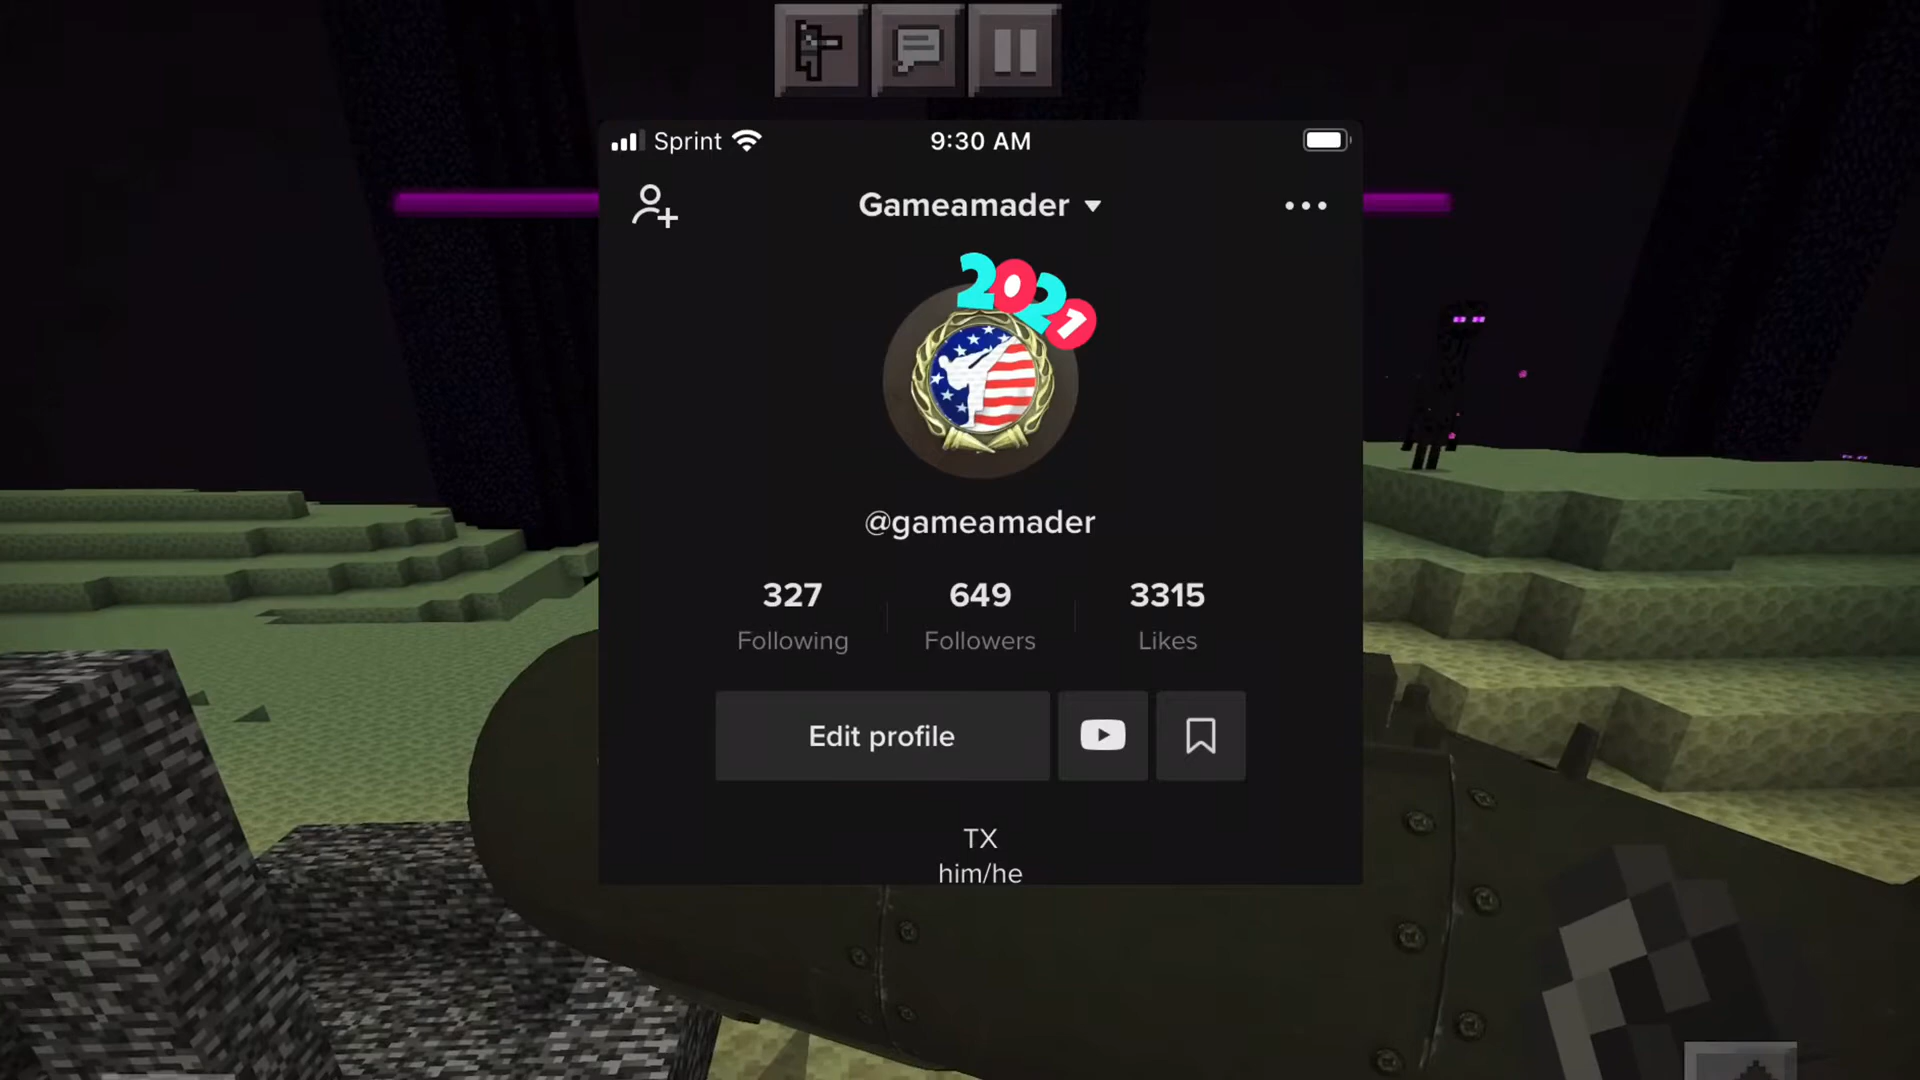 Sprint 9:30 AM
Gameamader
2021
@gameamader
327 649 3315
Following Followers Likes
Edit profile
TX
him/he